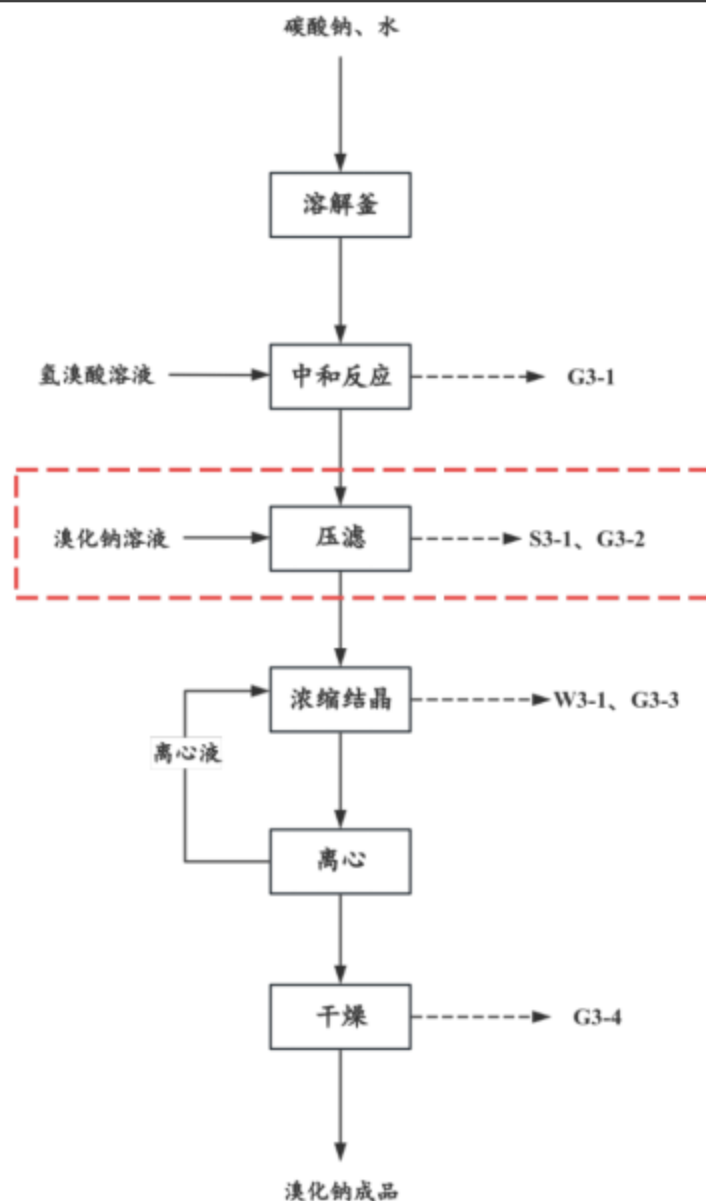 碳酸钠、水
溶解釜
氢溴酸溶液
中和反应
G3-1
溴化钠溶液
压滤
S3-1、G3-2
浓缩结晶
W3-1、G3-3
离心液
离心
干燥
G3-4
溴化钠成品